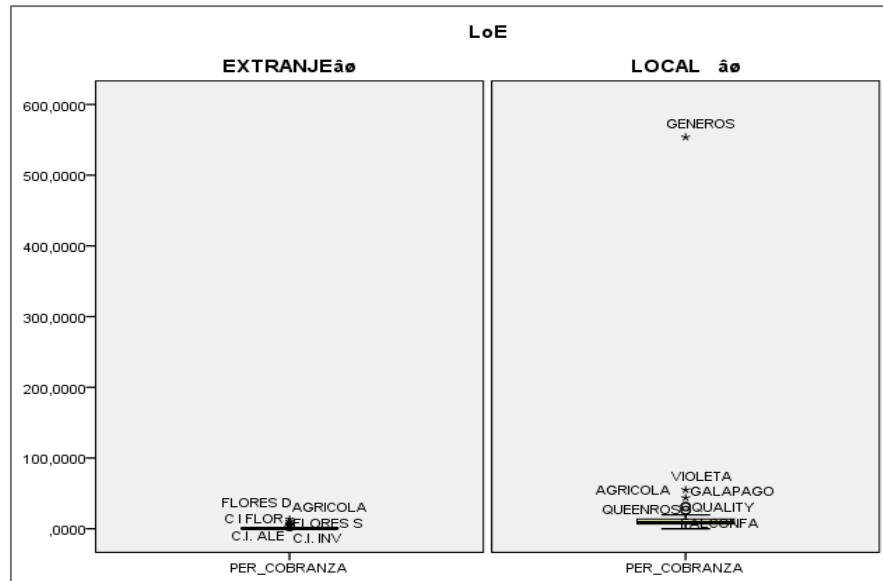 LoE
EXTRANJEâø
LOCAL âø
600,0000
500,0000
400,0000
300,0000
200,0000
100,0000
,0000
FLORES D
AGRICOLA
C I FLOR
FLORES S
C.I. ALE
C.I. INV
PER_COBRANZA
GENEROS
VIOLETA
AGRICOLA
GALAPAGO
QUALITY
QUEENROS
FALCONFA
PER_COBRANZA